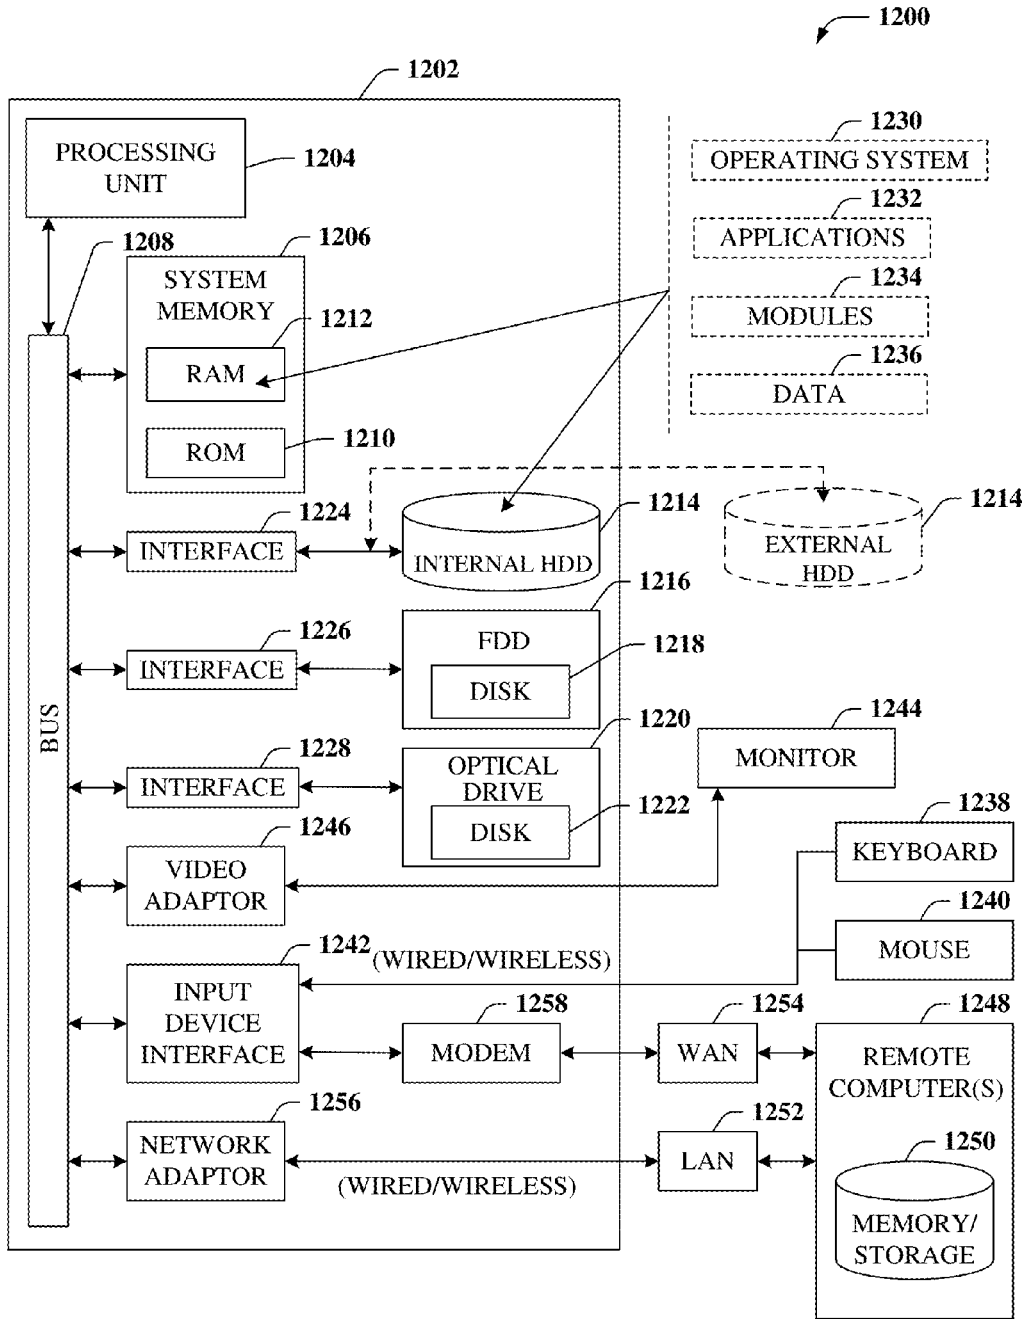 1200
1202
PROCESSING
UNIT
1204
1208
1206
SYSTEM
MEMORY
1212
RAM
1210
ROM
1230
OPERATING SYSTEM
1232
APPLICATIONS
1234
MODULES
1236
DATA
BUS
1224
INTERFACE
1214
INTERNAL HDD
1214
EXTERNAL
HDD
1226
INTERFACE
1216
FDD
1218
DISK
1228
INTERFACE
1220
OPTICAL
DRIVE
1222
DISK
1244
MONITOR
1246
VIDEO
ADAPTOR
1238
KEYBOARD
1240
MOUSE
1242
(WIRED/WIRELESS)
INPUT
DEVICE
INTERFACE
1258
MODEM
1254
WAN
1248
REMOTE
COMPUTER(S)
1256
NETWORK
ADAPTOR
(WIRED/WIRELESS)
1252
LAN
1250
MEMORY/
STORAGE